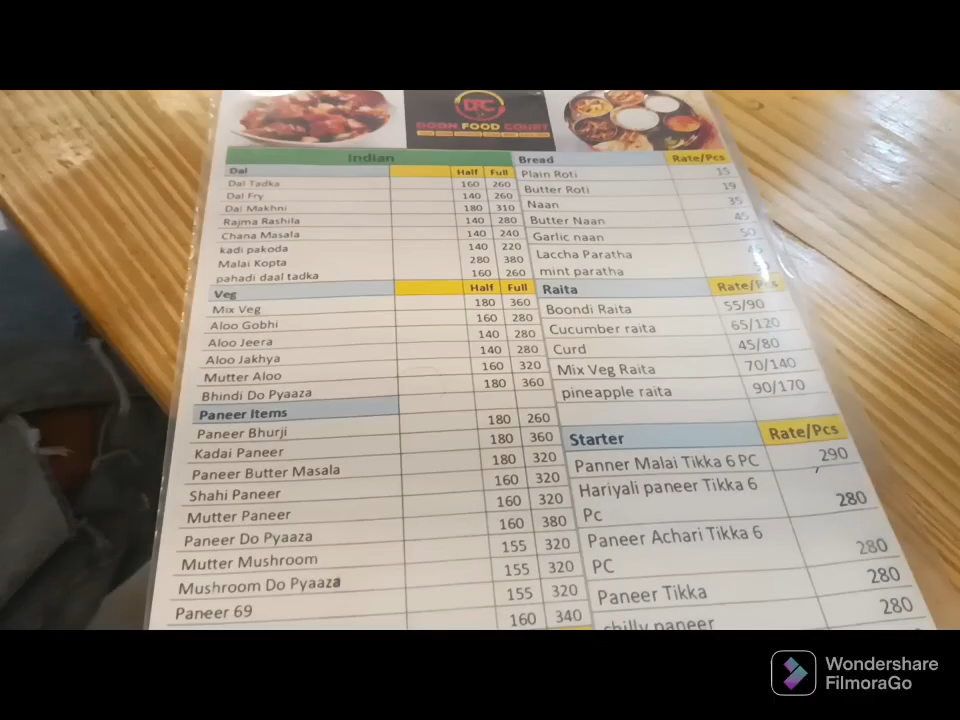 DFC
DOON FOOD COURT
Indian
Dal Half Full
Dal Tadka 160 260
Dal Fry 140 260
Dal Makhni 180 310
Rajma Rashila 140 280
Chana Masala 140 240
kadi pakoda 140 220
Malai Kopta 280 380
pahadi daal tadka 160 260
Veg Half Full
Mix Veg 180 360
Aloo Gobhi 160 280
Aloo Jeera 140 280
Aloo Jakhya 140 280
Mutter Aloo 160 320
Bhindi Do Pyaaza 180 360
Paneer Items
Paneer Bhurji 180 260
Kadai Paneer 180 360
Paneer Butter Masala 180 320
Shahi Paneer 160 320
Mutter Paneer 160 320
Paneer Do Pyaaza 160 380
Mutter Mushroom 155 320
Mushroom Do Pyaaza 155 320
Paneer 69 155 320
160 340
Bread Rate/Pcs
Plain Roti 15
Butter Roti 19
Naan 35
Butter Naan 45
Garlic naan 50
Laccha Paratha
mint paratha
Raita Rate/Pcs
Boondi Raita 55/90
Cucumber raita 65/120
Curd 45/80
Mix Veg Raita 70/140
pineapple raita 90/170
Starter Rate/Pcs
Panner Malai Tikka 6 PC 290
Hariyali paneer Tikka 6
Pc 280
Paneer Achari Tikka 6
PC 280
Paneer Tikka 280
chilly paneer 280
Wondershare
FilmoraGo